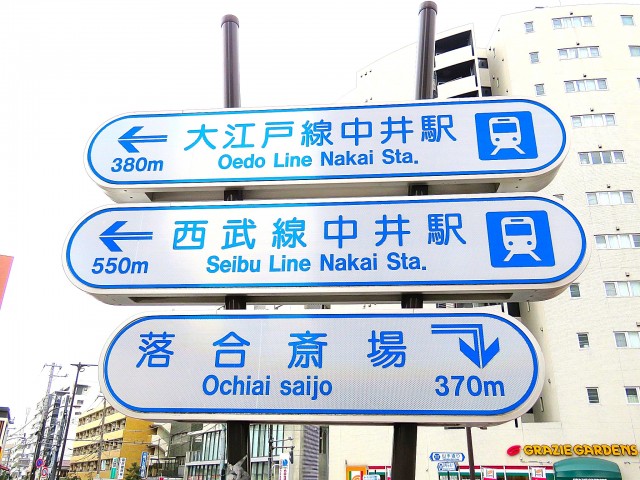 大江戸線中井駅
380m
Oedo Line Nakai Sta.
西武線中井駅
550m
Seibu Line Nakai Sta.
落合斎場
Ochiai saijo
370m
GRAZIE GARDENS